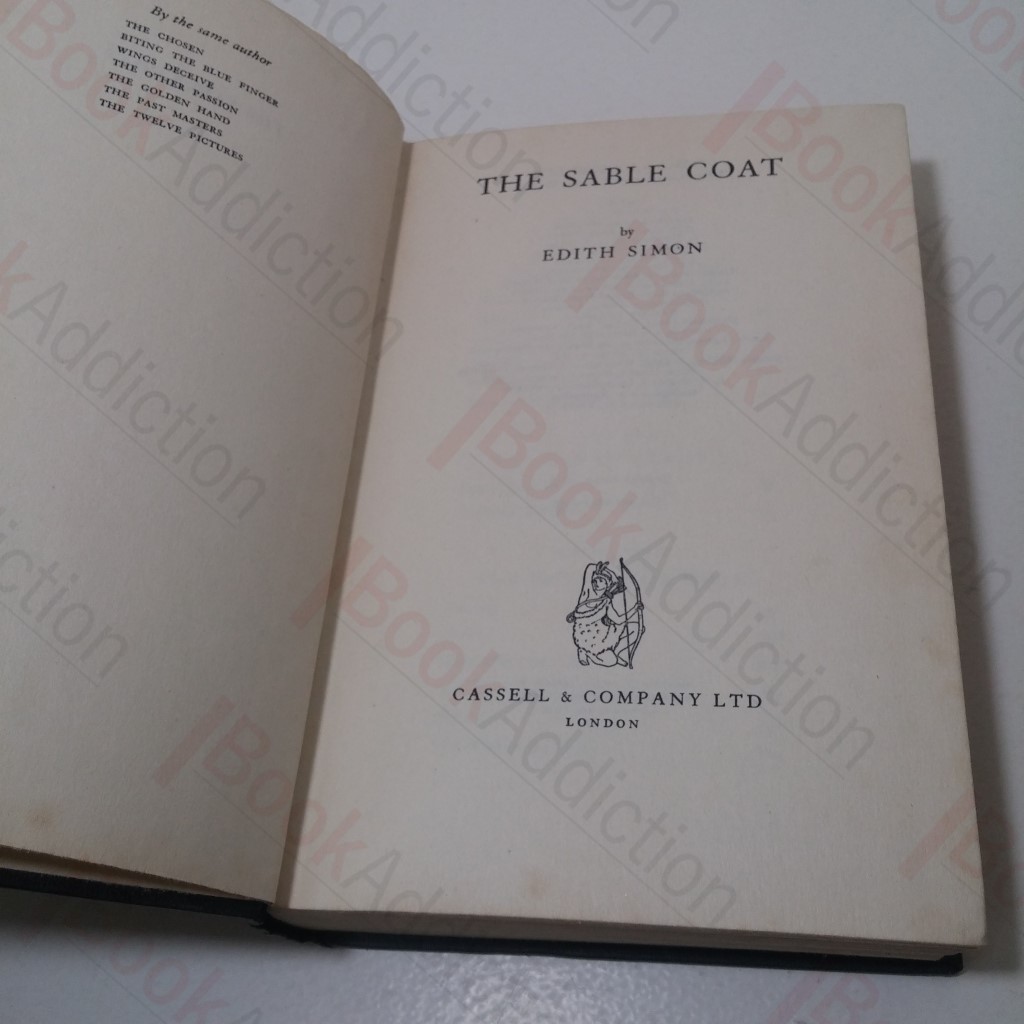 By the same author
THE CHOSEN
BITING THE BLUE FINGER
WINGS DECEIVE
THE OTHER PASSION
THE GOLDEN HAND
THE PAST MASTERS
THE TWELVE PICTURES
THE SABLE COAT
by
EDITH SIMON
CASSELL & COMPANY LTD
LONDON
BookAddiction